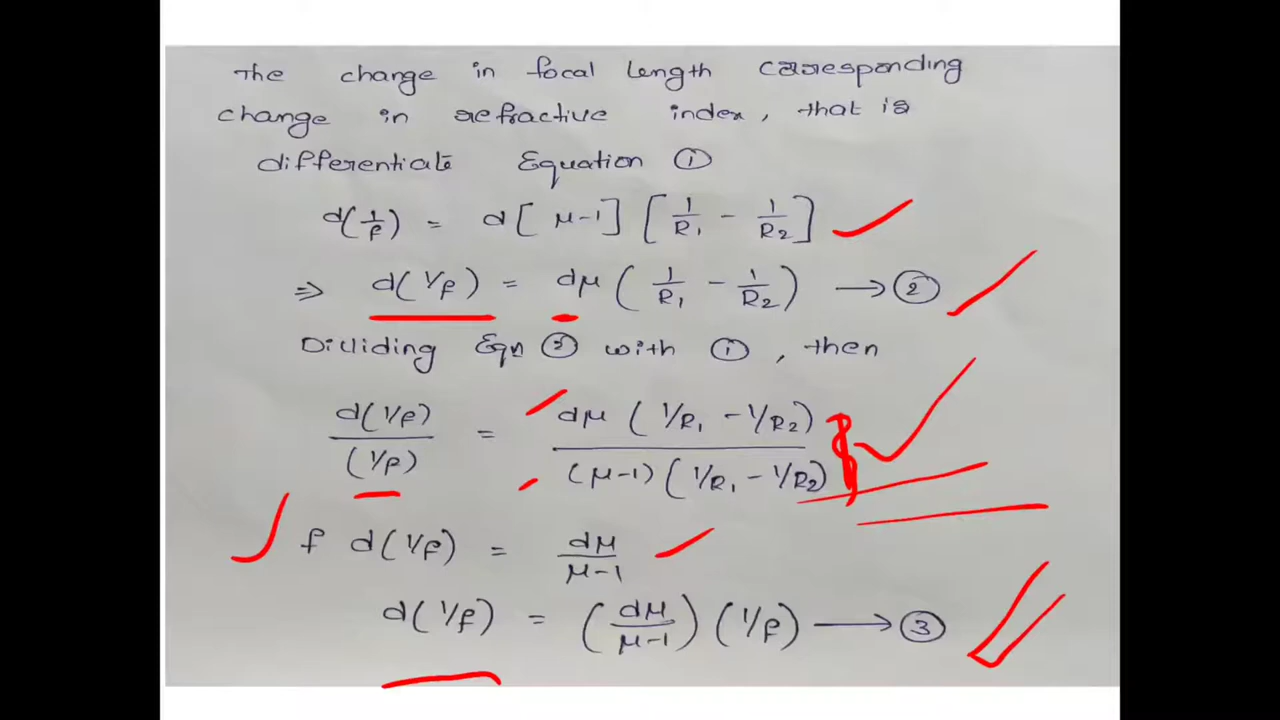 The change in focal length corresponding
change in refractive index, that is
differentiate Equation ①
d(1/f) = d[μ-1] [1/R₁ - 1/R₂]
⇒ d(1/f) = dμ (1/R₁ - 1/R₂) → ②
Dividing Eqn ② with ①, then
d(1/f) / (1/f) = dμ (1/R₁ - 1/R₂) / (μ-1) (1/R₁ - 1/R₂)
f d(1/f) = dμ / μ-1
d(1/f) = (dμ / μ-1) (1/f) → ③